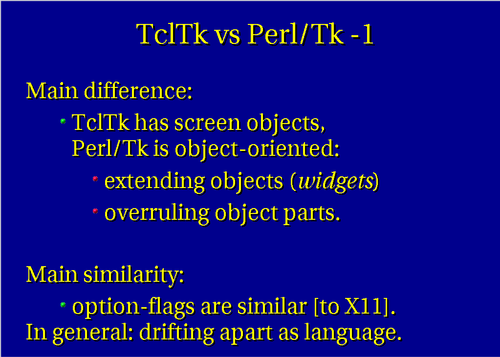 TclTk vs Perl/Tk -1
Main difference:
TclTk has screen objects,
Perl/Tk is object-oriented:
extending objects (widgets)
overruling object parts.
Main similarity:
option-flags are similar [to X11].
In general: drifting apart as language.